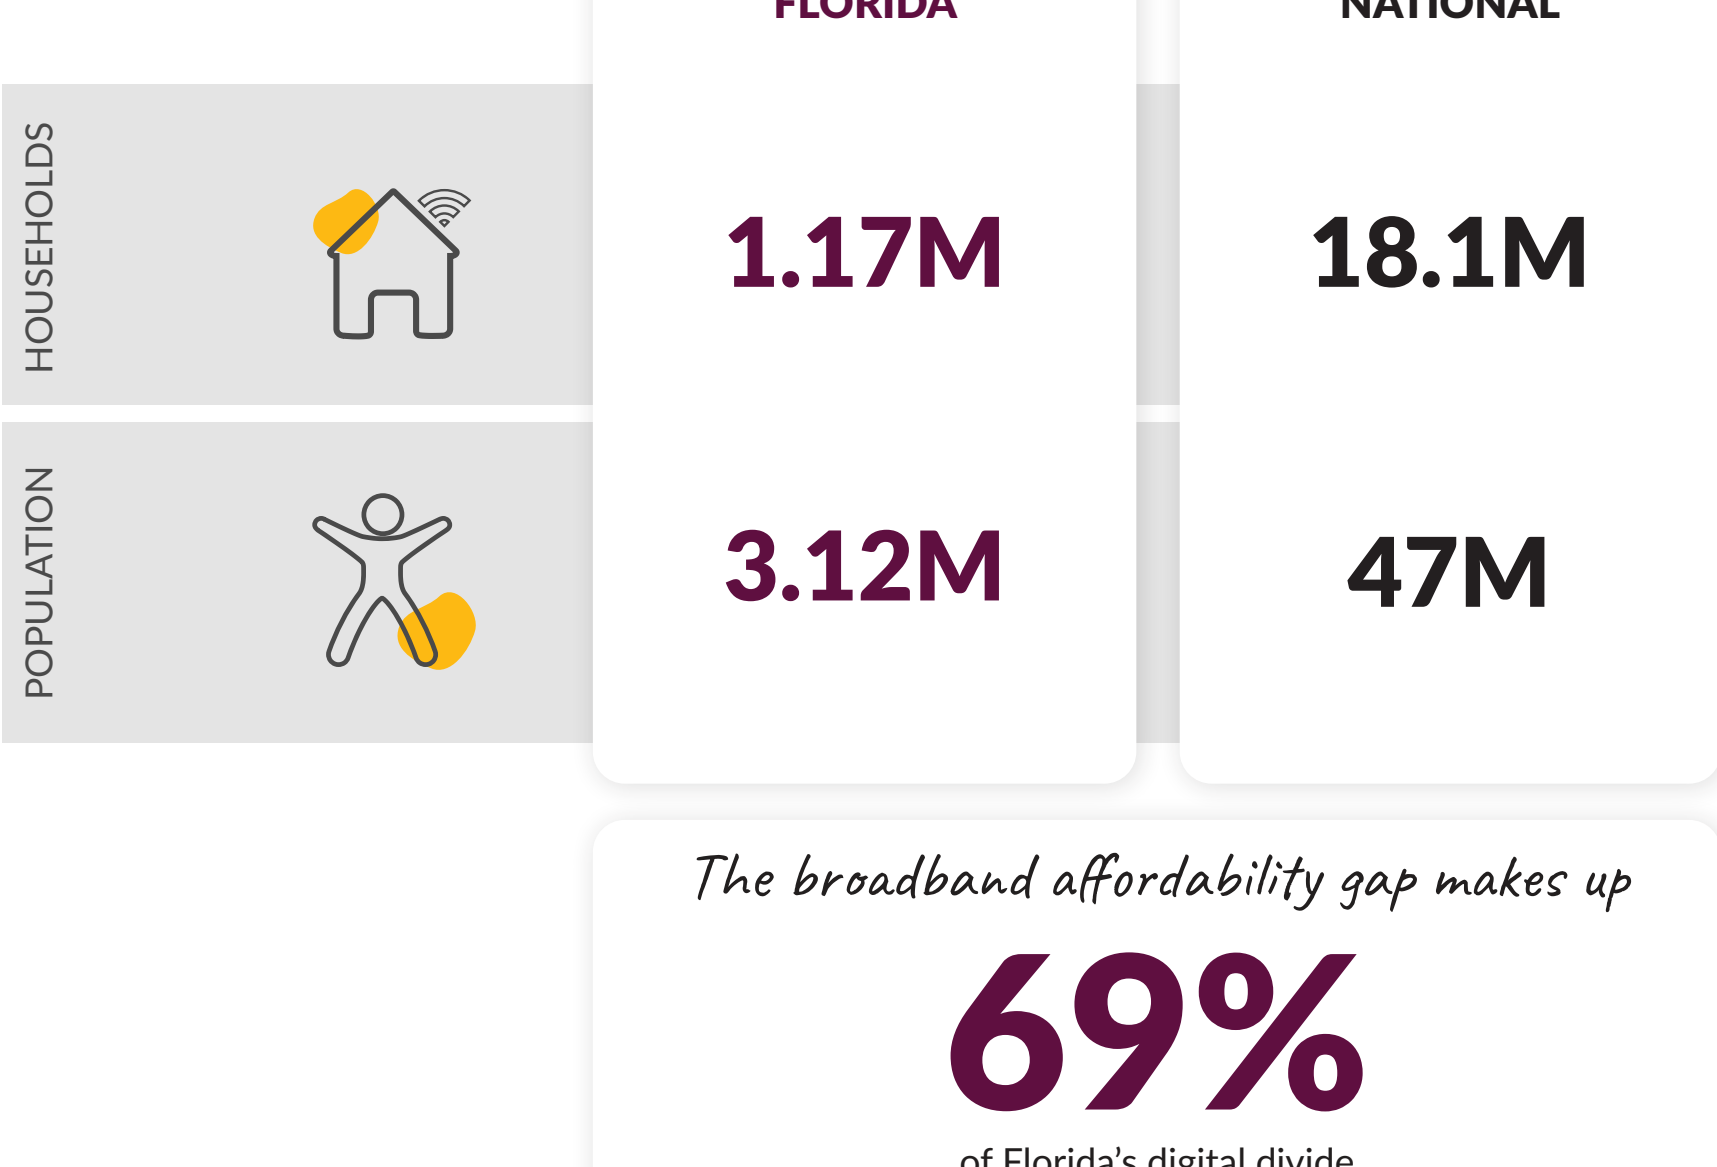 FLORIDA NATIONAL
HOUSEHOLDS
1.17M 18.1M
POPULATION
3.12M 47M
The broadband affordability gap makes up
69%
of Florida's digital divide